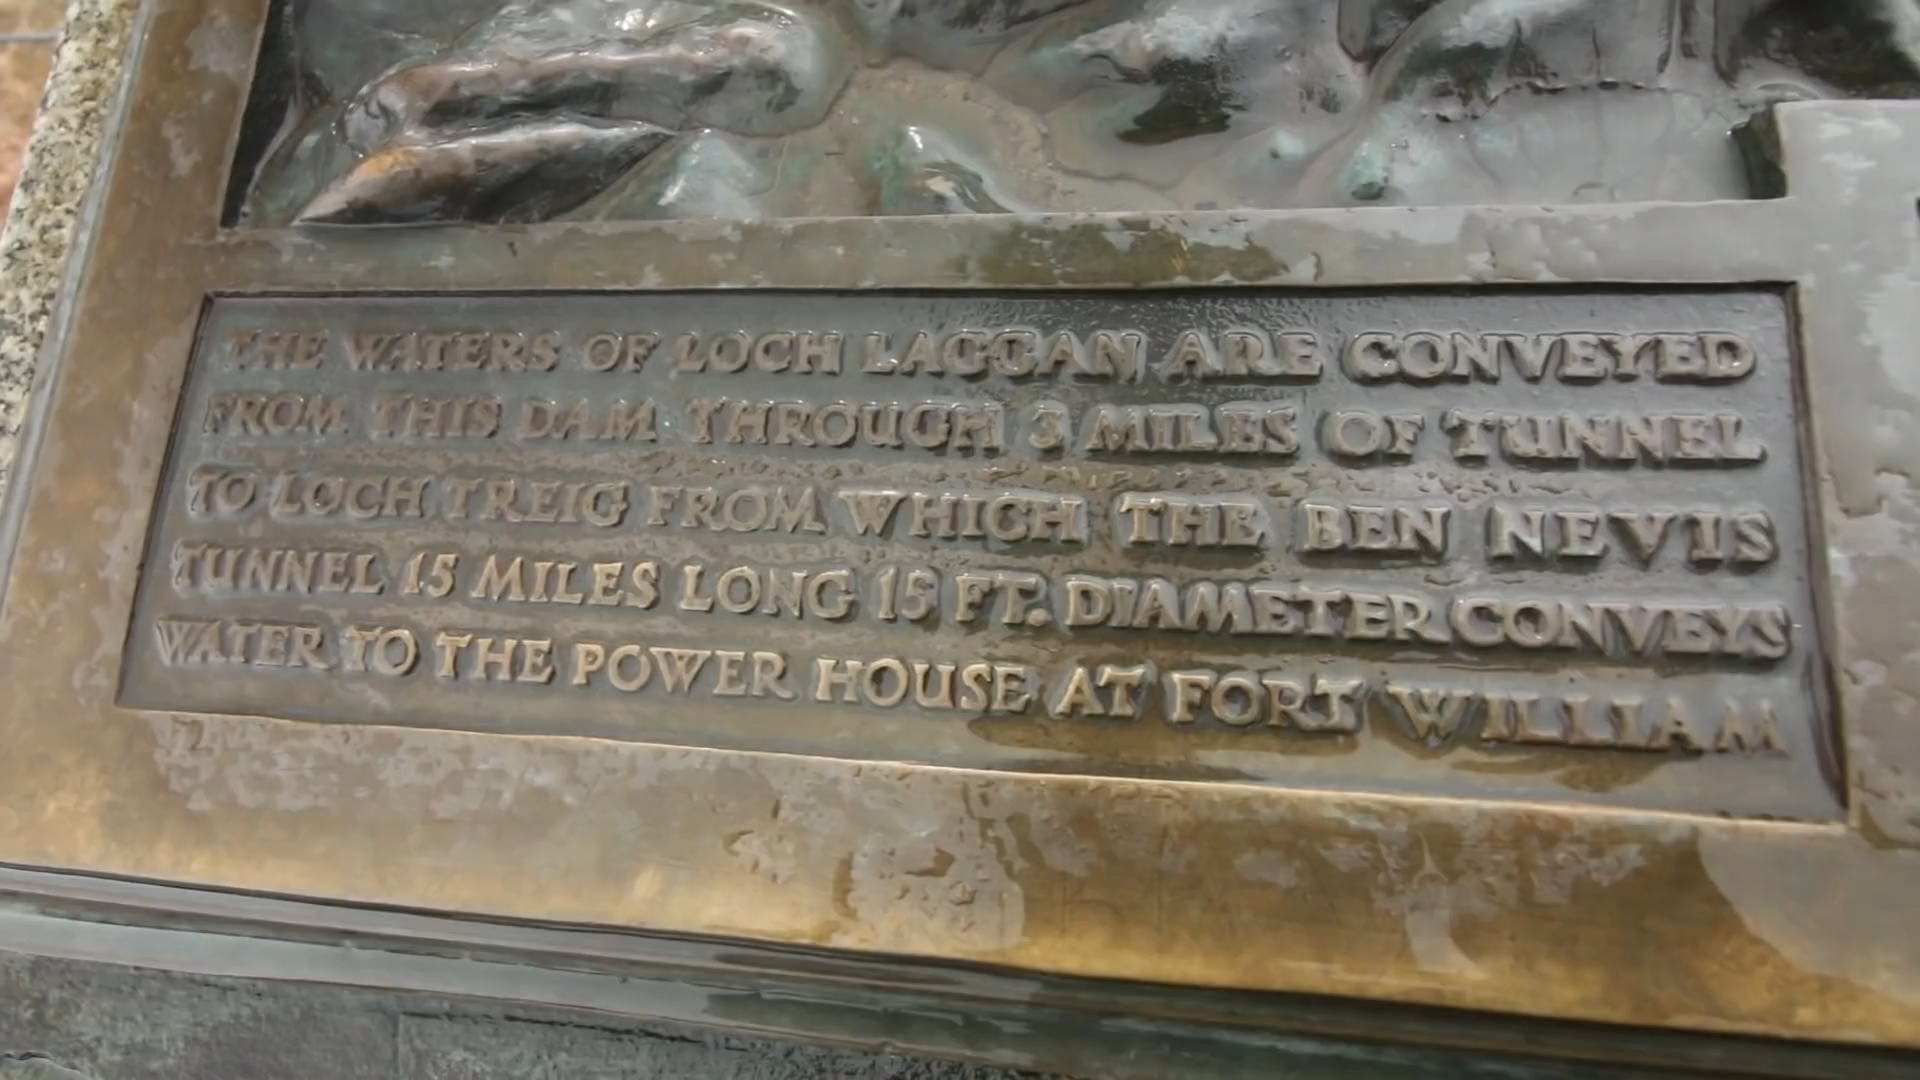 THE WATERS OF LOCH LAGGAN ARE CONVEYED
FROM THIS DAM THROUGH 3 MILES OF TUNNEL
TO LOCH TREIG FROM WHICH THE BEN NEVIS
TUNNEL 15 MILES LONG 15 FT. DIAMETER CONVEYS
WATER TO THE POWER HOUSE AT FORT WILLIAM